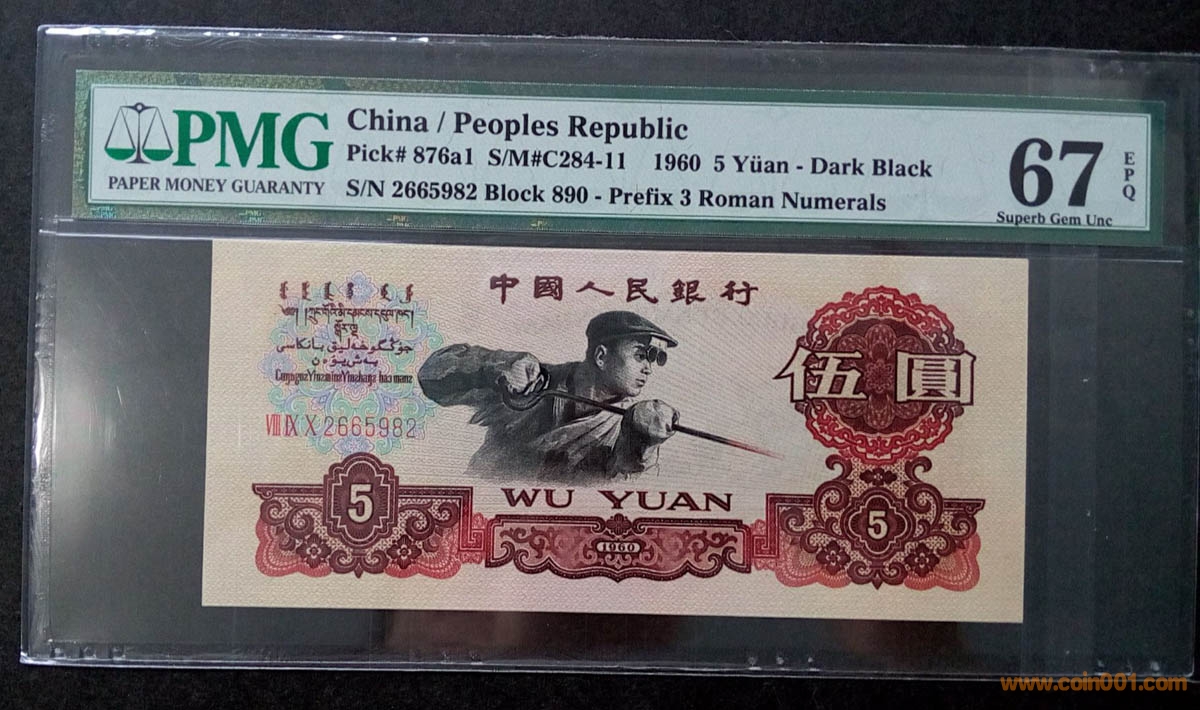 PMG
PAPER MONEY GUARANTY
China / Peoples Republic
Pick# 876a1 S/M#C284-11 1960 5 Yüan - Dark Black
S/N 2665982 Block 890 - Prefix 3 Roman Numerals
67
EPQ
Superb Gem Unc
中國人民銀行
伍圓
VIII IX X 2665982
5
WU YUAN
1960
5
www.coin001.com